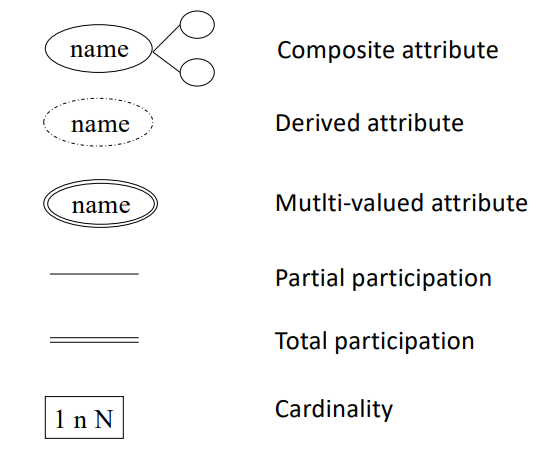 name Composite attribute
name Derived attribute
name Mutlti-valued attribute
Partial participation
Total participation
1 n N Cardinality